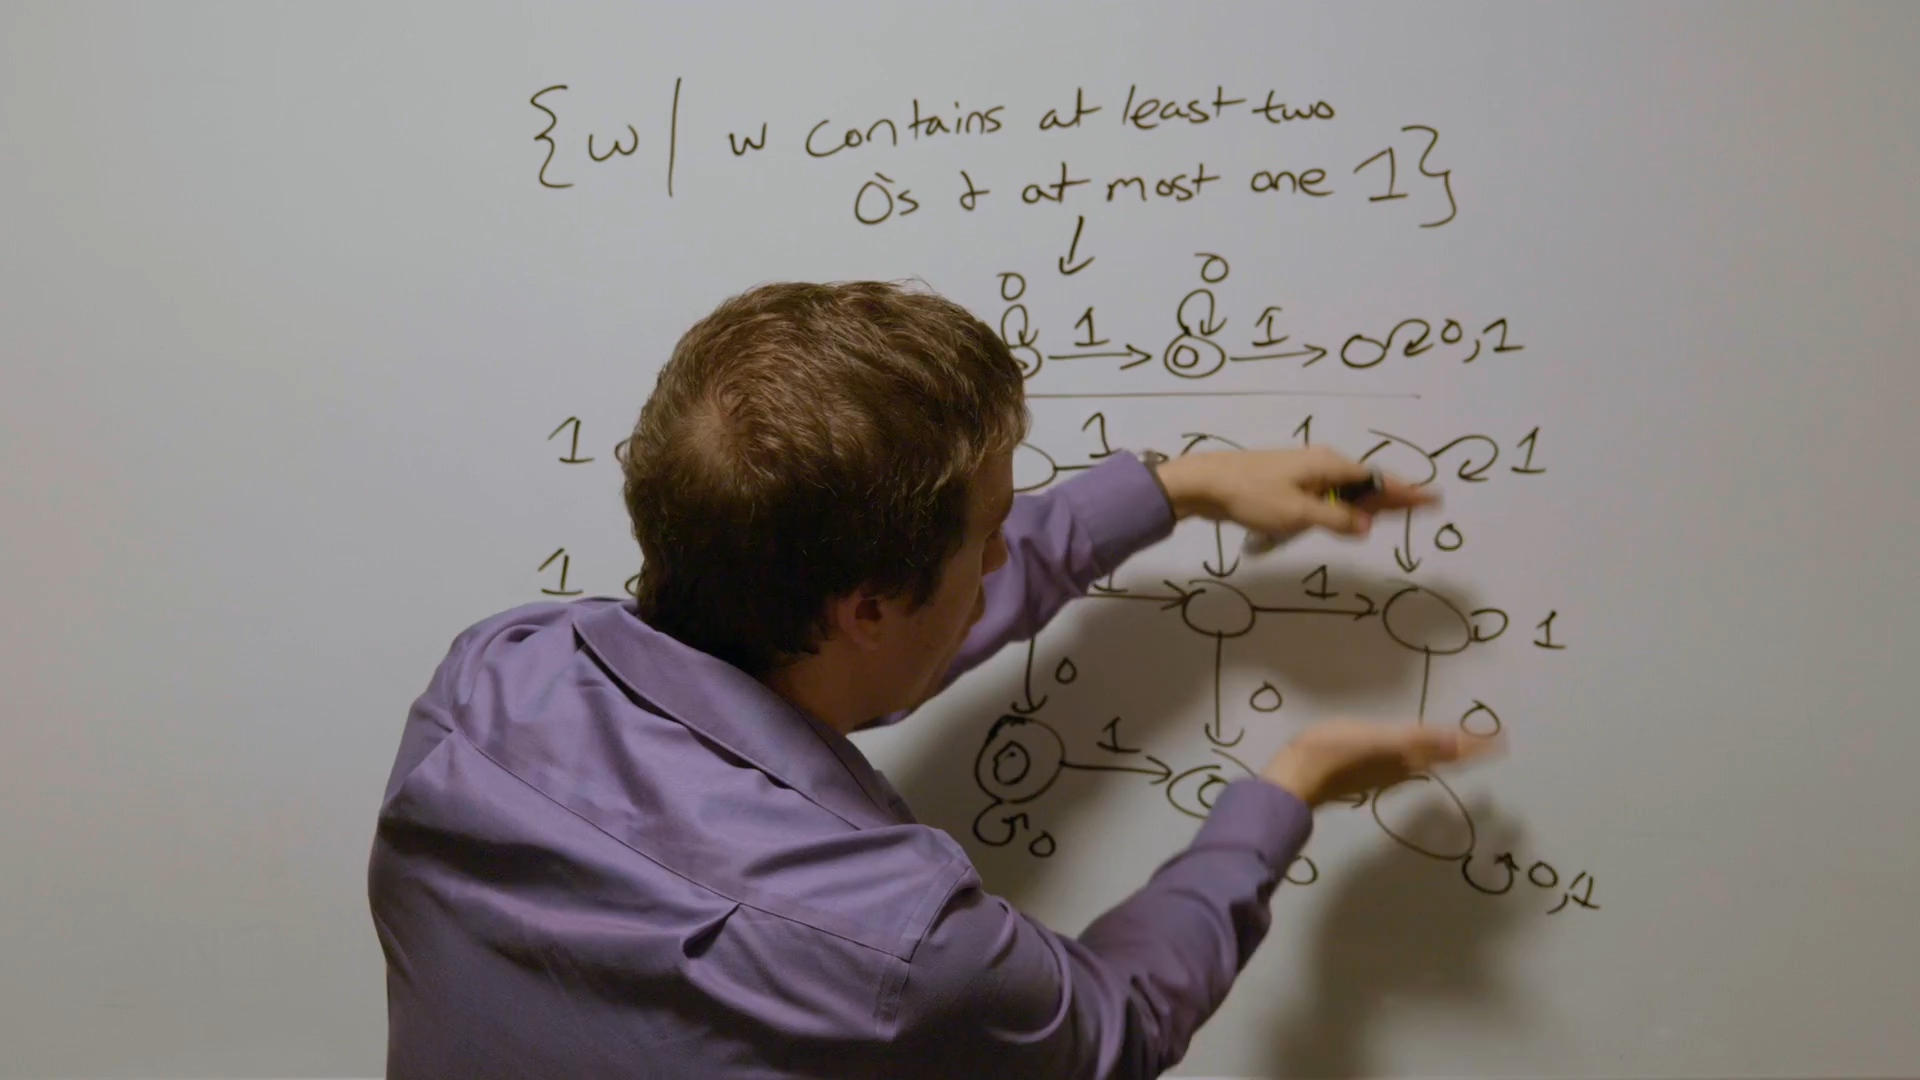 {w | w contains at least two
0's & at most one 1}
0 0
1 1 0,1
1 1 1 1
0
1 1 1 1
0 0 0
1
0 0 0,1